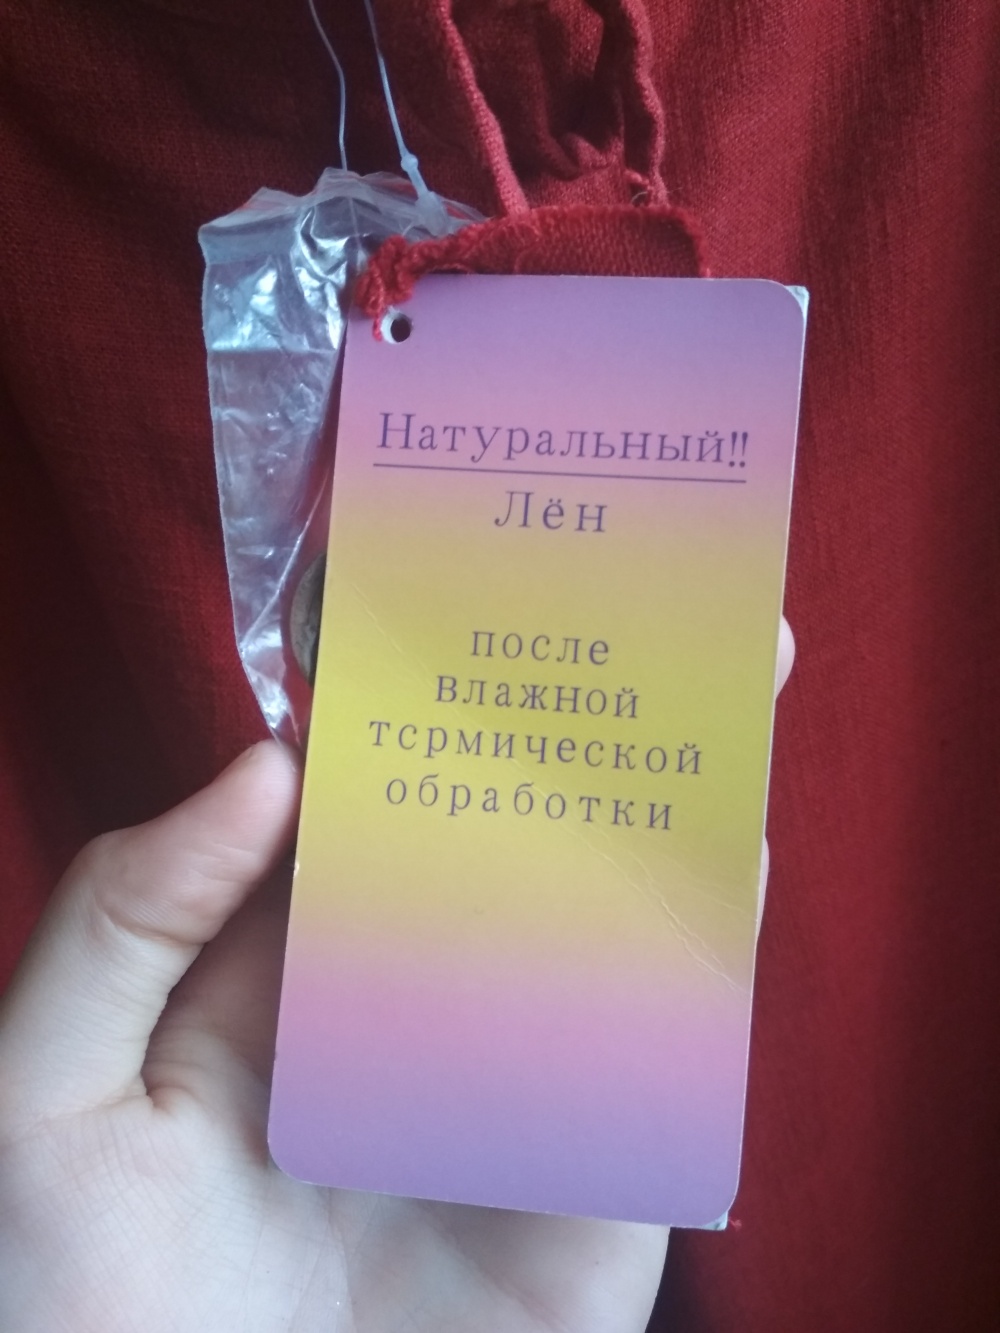 Натуральный!!
Лён
после
влажной
тсрмической
обработки